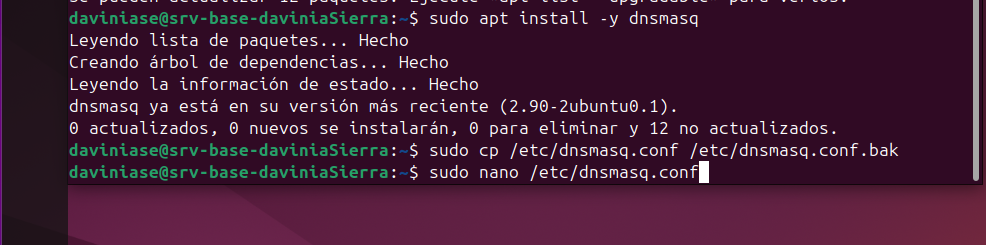 daviniase@srv-base-daviniaSierra:~$ sudo apt install -y dnsmasq
Leyendo lista de paquetes... Hecho
Creando árbol de dependencias... Hecho
Leyendo la información de estado... Hecho
dnsmasq ya está en su versión más reciente (2.90-2ubuntu0.1).
0 actualizados, 0 nuevos se instalarán, 0 para eliminar y 12 no actualizados.
daviniase@srv-base-daviniaSierra:~$ sudo cp /etc/dnsmasq.conf /etc/dnsmasq.conf.bak
daviniase@srv-base-daviniaSierra:~$ sudo nano /etc/dnsmasq.conf